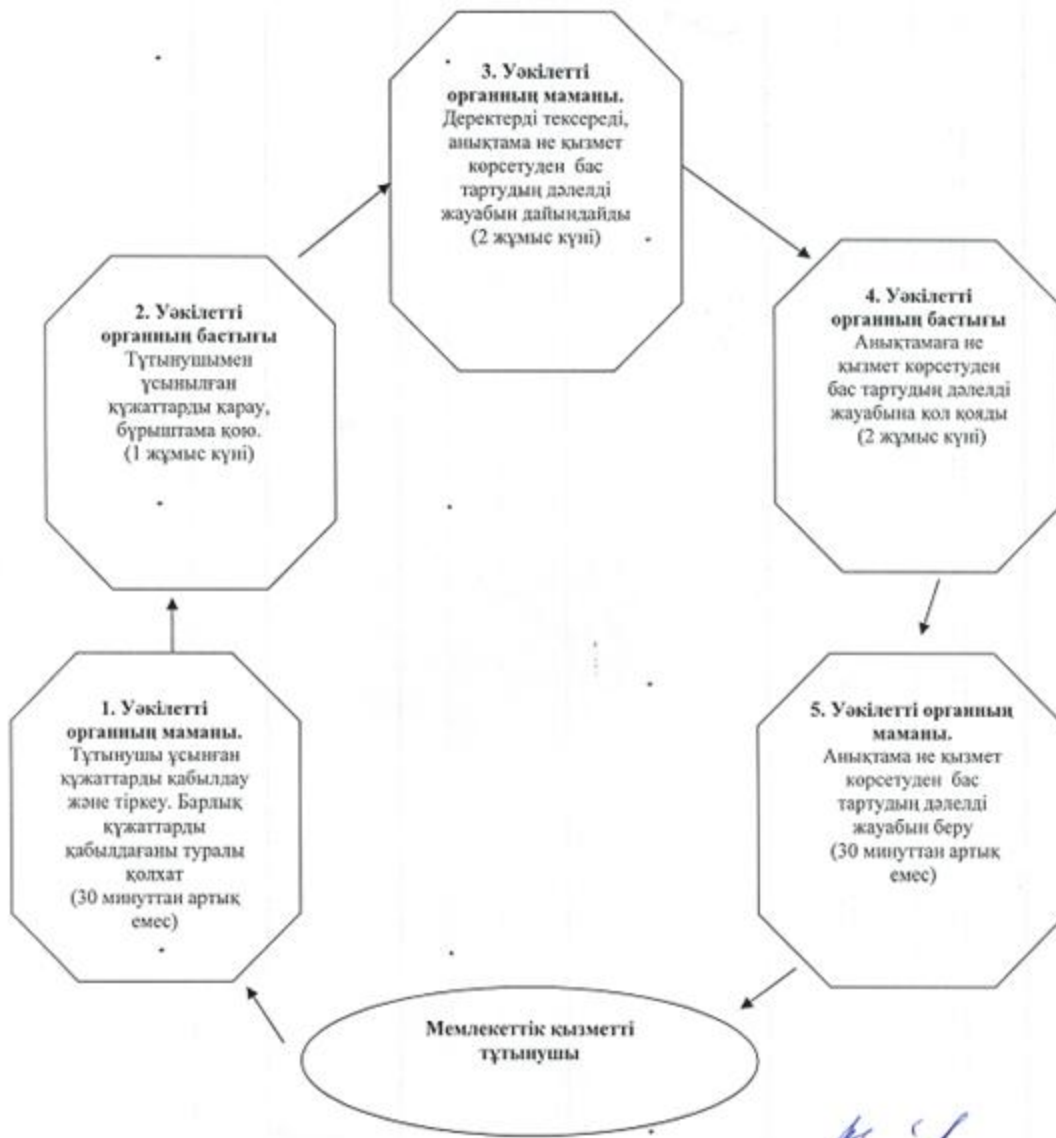 3. Уәкілетті
органның маманы.
Деректерді тексереді,
анықтама не қызмет
көрсетуден бас
тартудың дәлелді
жауабын дайындайды
(2 жұмыс күні)
2. Уәкілетті
органның бастығы
Тұтынушымен
ұсынылған
құжаттарды қарау,
бұрыштама қою.
(1 жұмыс күні)
4. Уәкілетті
органның бастығы
Анықтамаға не
қызмет көрсетуден
бас тартудың дәлелді
жауабына қол қояды
(2 жұмыс күні)
1. Уәкілетті
органның маманы.
Тұтынушы ұсынған
құжаттарды қабылдау
және тіркеу. Барлық
құжаттарды
қабылдағаны туралы
қолхат
(30 минуттан артық
емес)
5. Уәкілетті органның
маманы.
Анықтама не қызмет
көрсетуден бас
тартудың дәлелді
жауабын беру
(30 минуттан артық
емес)
Мемлекеттік қызметті
тұтынушы